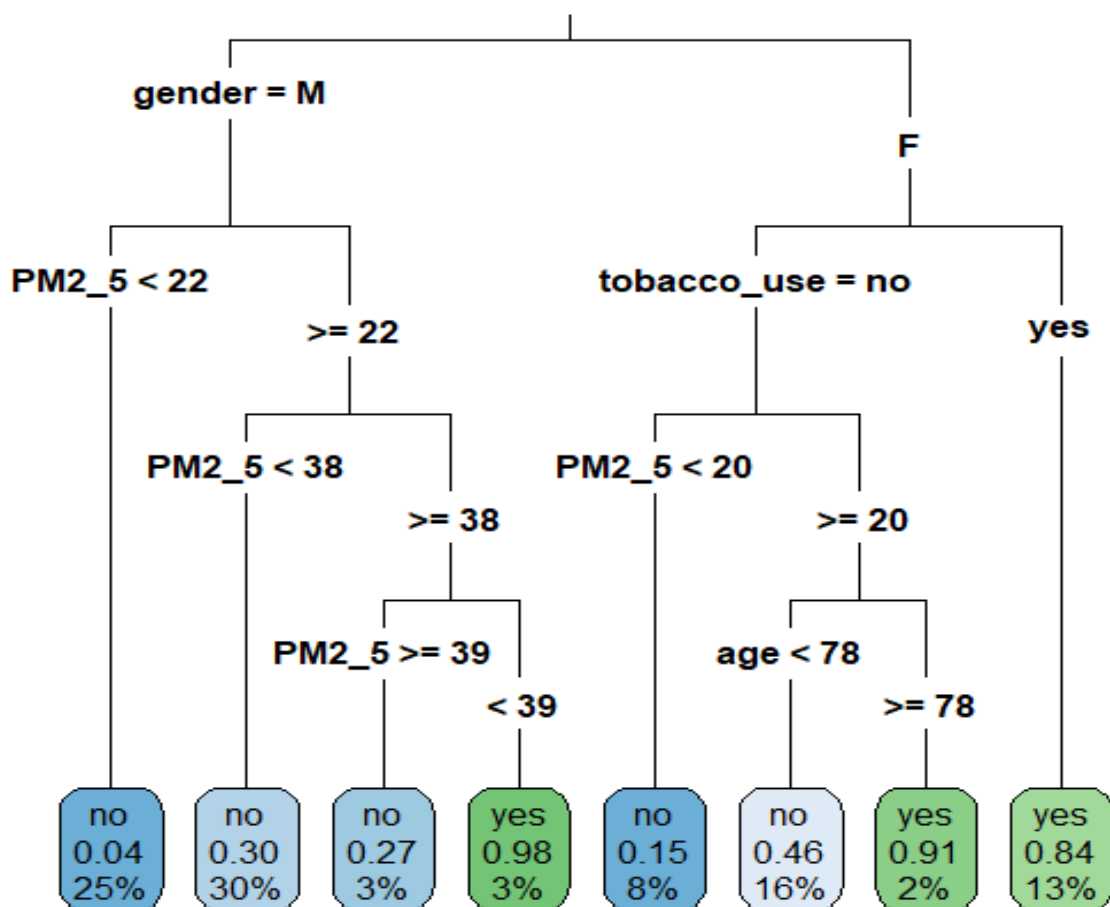 gender = M
F
PM2_5 < 22
tobacco_use = no
>= 22
yes
PM2_5 < 38
PM2_5 < 20
>= 38
>= 20
PM2_5 >= 39
age < 78
< 39
>= 78
no
0.04
25%
no
0.30
30%
no
0.27
3%
yes
0.98
3%
no
0.15
8%
no
0.46
16%
yes
0.91
2%
yes
0.84
13%